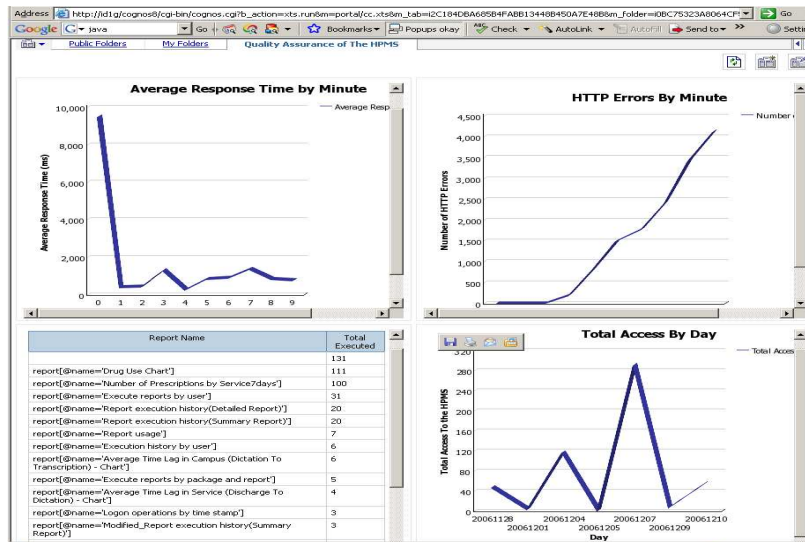 Address http://id1g/cognos8/cgi-bin/cognos.cgi?b_action=xts.run&m=portal/cc.xts&m_tab=i2C184DBA695B4FABB13448B450A7E48B&m_folder=i0BC75323A8064CF Go
Google java Go Bookmarks Popups okay Check AutoLink AutoFill Send to Settin
Public Folders My Folders Quality Assurance of The HPMS
Average Response Time by Minute
Average Resp
Average Response Time (ms)
10,000
8,000
6,000
4,000
2,000
0
0 1 2 3 4 5 6 7 8 9
HTTP Errors By Minute
Number o
Number of HTTP Errors
4,500
4,000
3,500
3,000
2,500
2,000
1,500
1,000
500
0
Report Name Total Executed
131
report[@name='Drug Use Chart'] 111
report[@name='Number of Prescriptions by Service7days'] 100
report[@name='Execute reports by user'] 31
report[@name='Report execution history(Detailed Report)'] 20
report[@name='Report execution history(Summary Report)'] 20
report[@name='Report usage'] 7
report[@name='Execution history by user'] 6
report[@name='Average Time Lag in Campus (Dictation To 6
Transcription) - Chart']
report[@name='Execute reports by package and report'] 5
report[@name='Average Time Lag in Service (Discharge To 4
Dictation) - Chart']
report[@name='Logon operations by time stamp'] 3
report[@name='Modified_Report execution history(Summary 3
Report)']
Total Access By Day
Total Acces
Total Access To the HPMS
320
280
240
200
160
120
80
40
0
20061128 20061204 20061207 20061210
20061201 20061205 20061209
Day